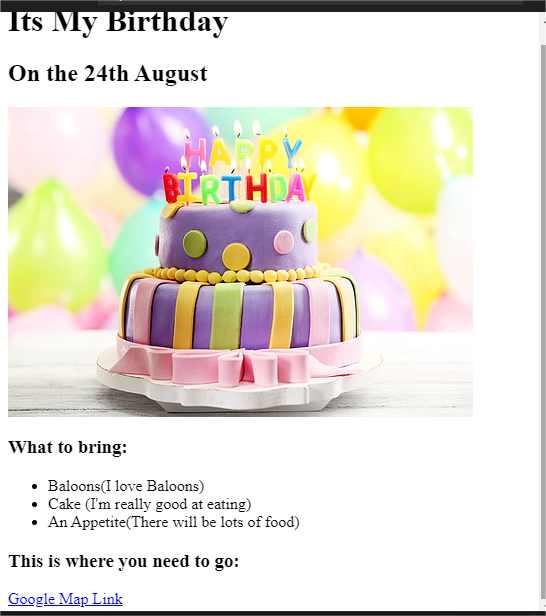 Its My Birthday
On the 24th August
HAPPY
BIRTHDAY
What to bring:
Baloons(I love Baloons)
Cake (I'm really good at eating)
An Appetite(There will be lots of food)
This is where you need to go:
Google Map Link